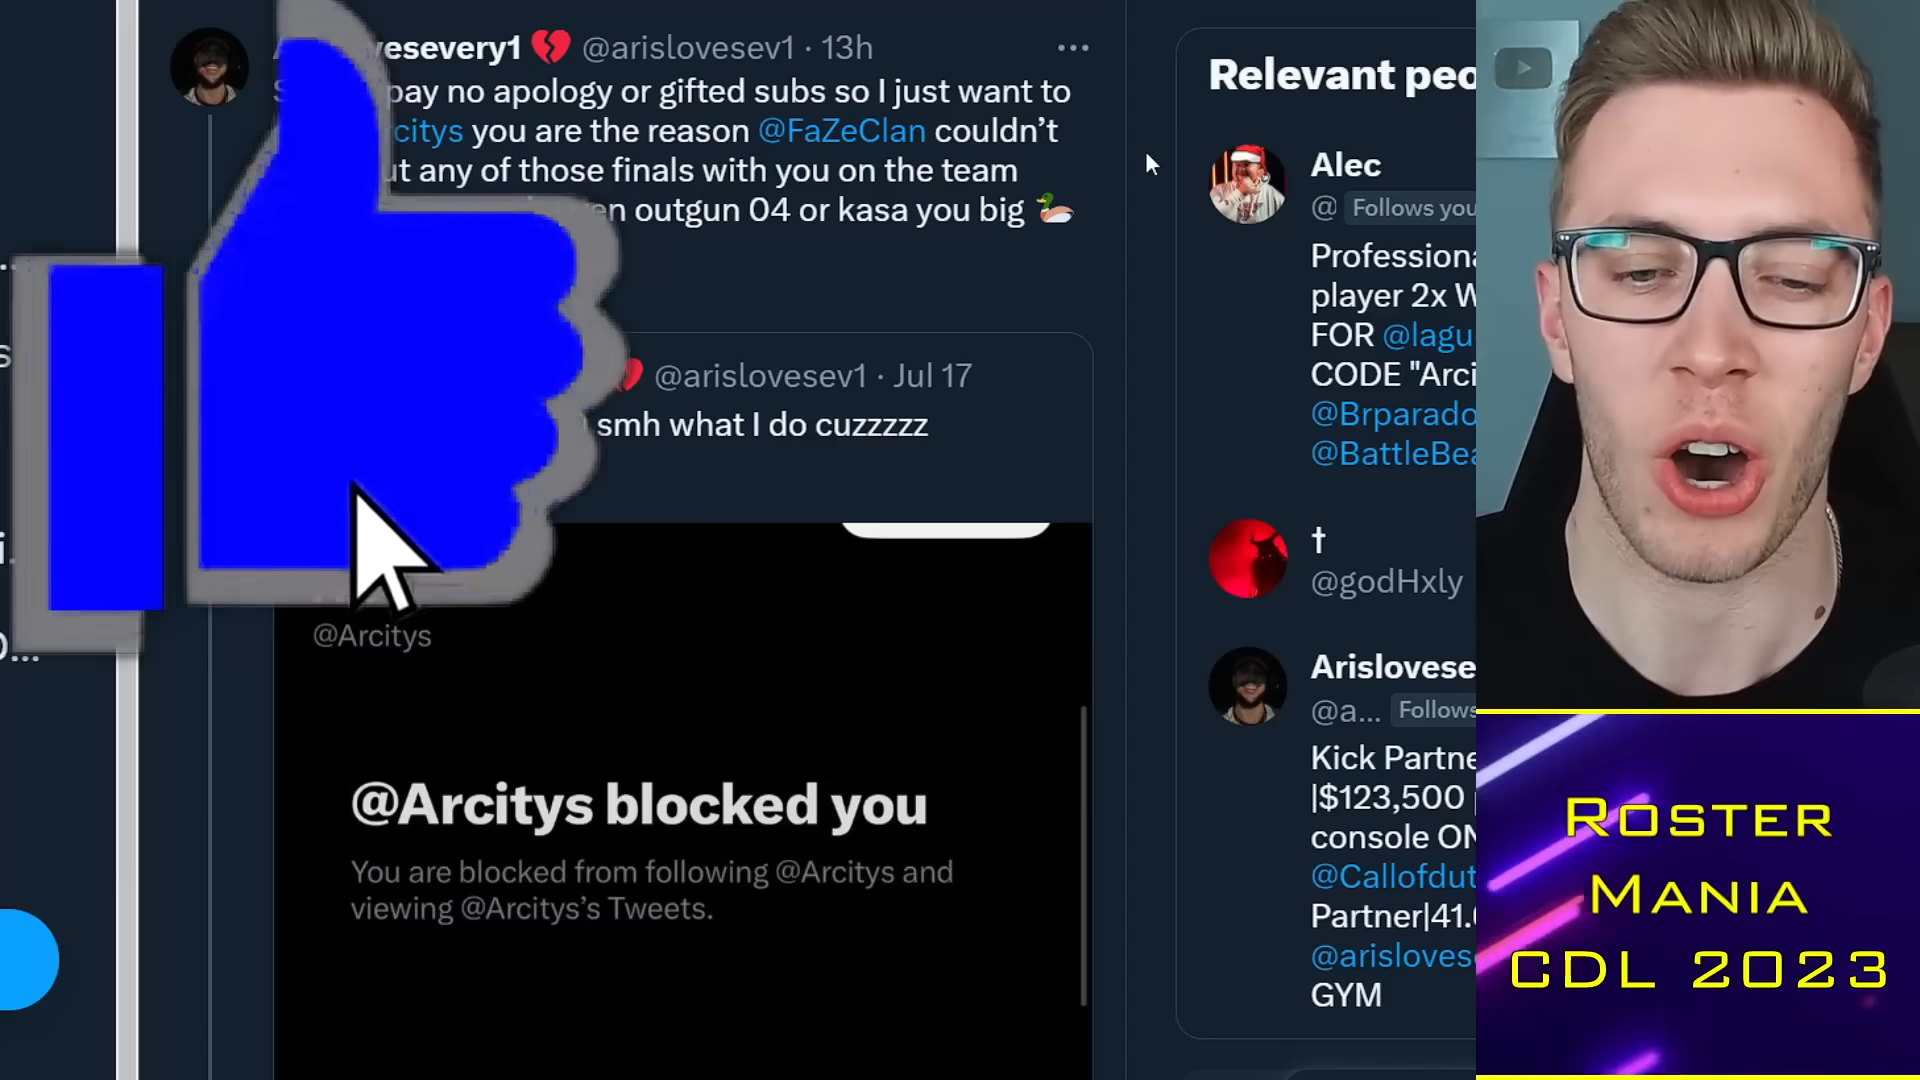 vesevery1 @arislovesev1 · 13h
pay no apology or gifted subs so I just want to
rcitys you are the reason @FaZeClan couldn't
ut any of those finals with you on the team
en outgun 04 or kasa you big
@arislovesev1 · Jul 17
smh what I do cuzzzzz
@Arcitys
@Arcitys blocked you
You are blocked from following @Arcitys and
viewing @Arcitys's Tweets.
Relevant peo
Alec
@ Follows you
Professiona
player 2x W
FOR @lagu
CODE "Arci
@Brparado
@BattleBea
†
@godHxly
Arislovese
@a... Follows
Kick Partne
|$123,500
console ON
@Callofdut
Partner|41.
@arisloves
GYM
Roster
Mania
CDL 2023